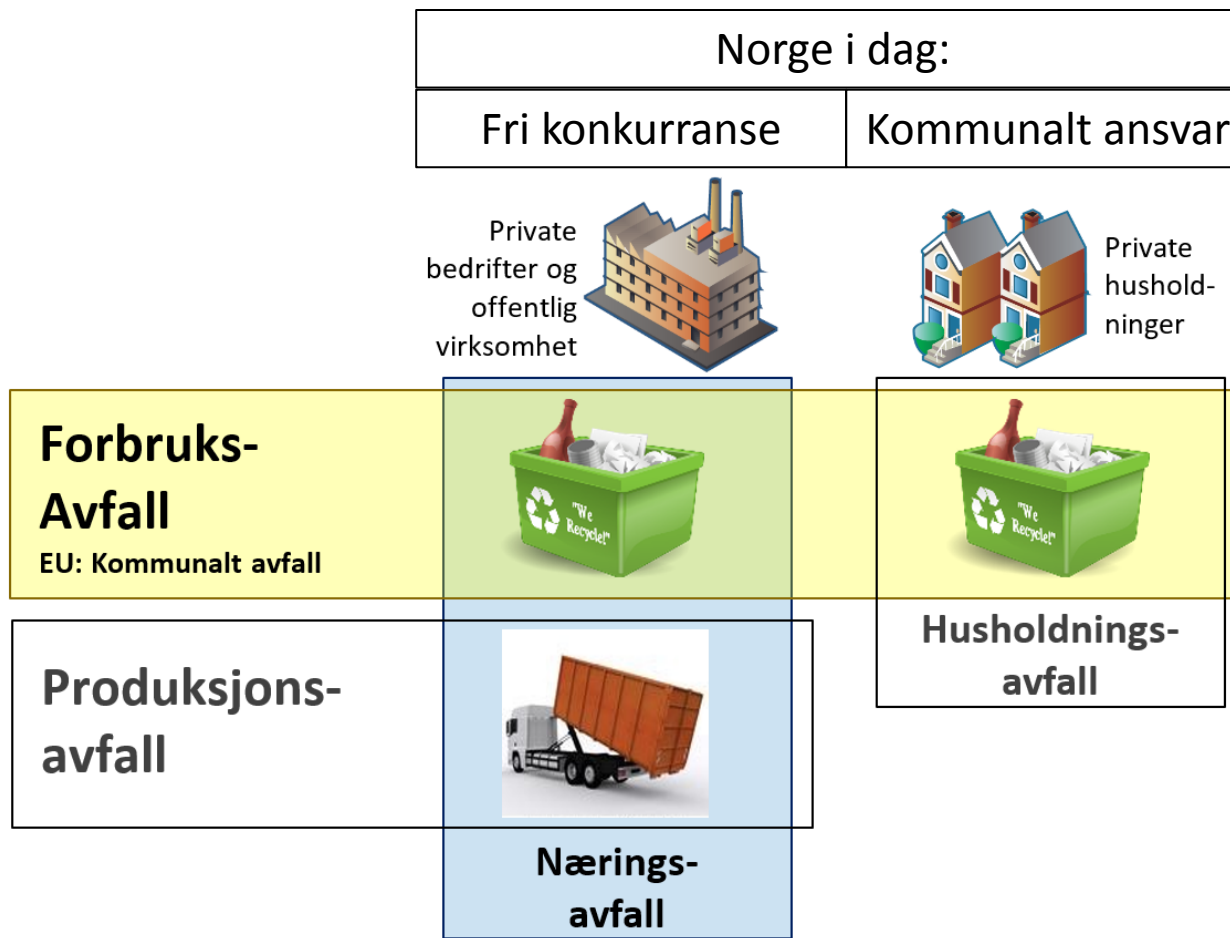 Norge i dag:
Fri konkurranse
Kommunalt ansvar
Private
bedrifter og
offentlig
virksomhet
Private
hushold-
ninger
Forbruks-
Avfall
EU: Kommunalt avfall
"We
Recycle!"
"We
Recycle!"
Husholdnings-
avfall
Produksjons-
avfall
Nærings-
avfall